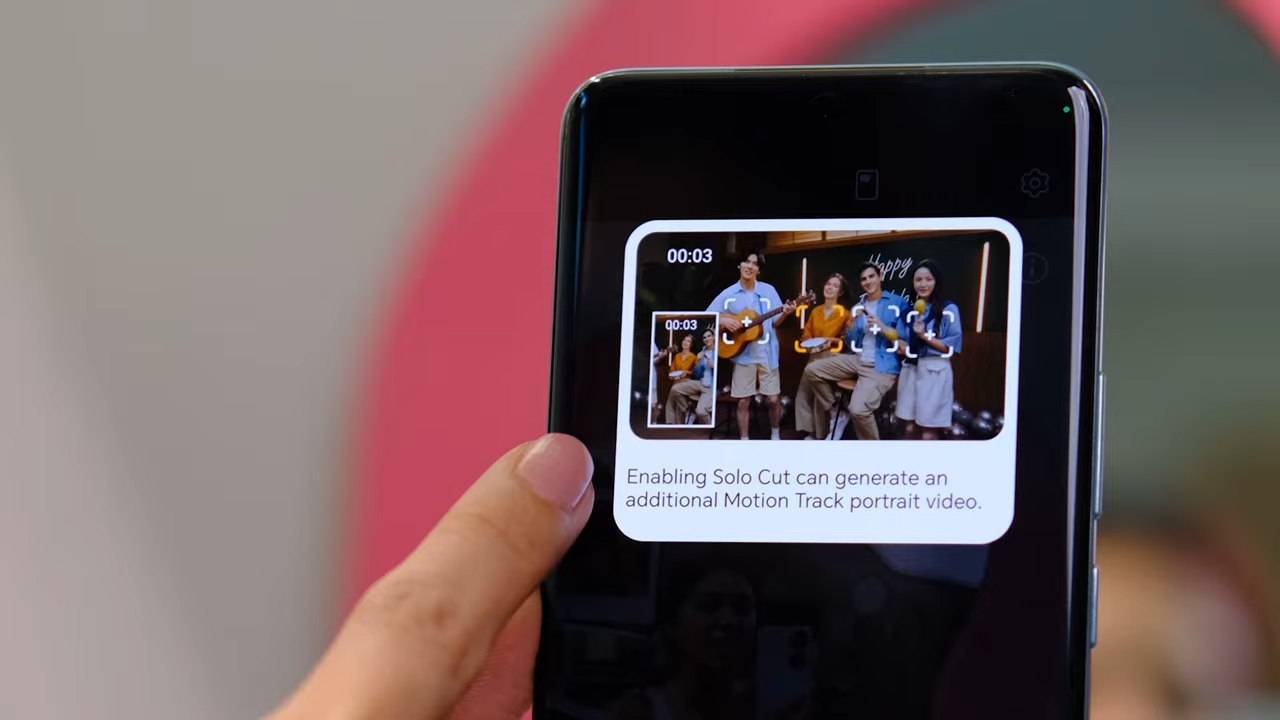 00:03
Happy
00:03
Enabling Solo Cut can generate an
additional Motion Track portrait video.